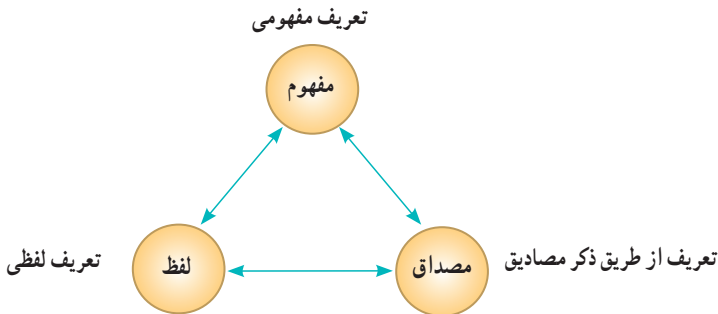 تعریف مفهومی
مفهوم
تعریف از طریق ذکر مصادیق
مصداق
لفظ
تعریف لفظی